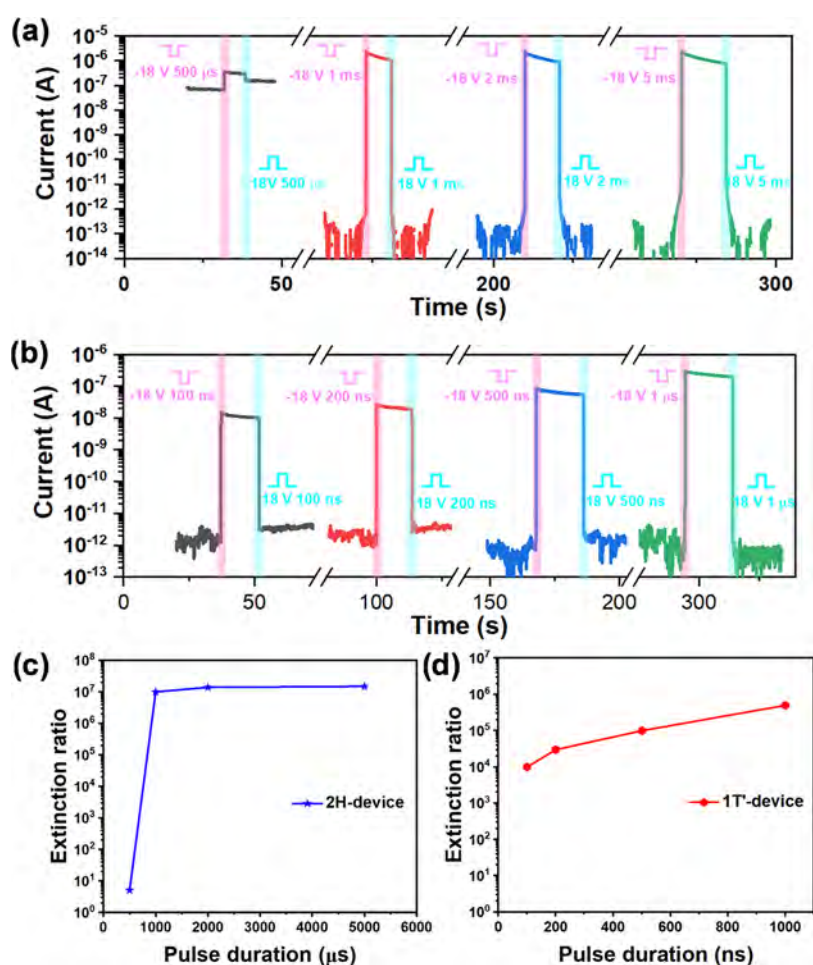 (a)
10⁻⁵
10⁻⁶
10⁻⁷
10⁻⁸
10⁻⁹
10⁻¹⁰
10⁻¹¹
10⁻¹²
10⁻¹³
10⁻¹⁴
Current (A)
-18 V 500 µs
-18 V 1 ms
-18 V 2 ms
-18 V 5 ms
18V 500 µs
18 V 1 ms
18 V 2 ms
18 V 5 ms
0 50 200 300
Time (s)
(b)
10⁻⁶
10⁻⁷
10⁻⁸
10⁻⁹
10⁻¹⁰
10⁻¹¹
10⁻¹²
10⁻¹³
Current (A)
-18 V 100 ns
-18 V 200 ns
-18 V 500 ns
-18 V 1 µs
18 V 100 ns
18 V 200 ns
18 V 500 ns
18 V 1 µs
0 50 100 150 200 300
Time (s)
(c)
10⁸
10⁷
10⁶
10⁵
10⁴
10³
10²
10¹
10⁰
Extinction ratio
2H-device
0 1000 2000 3000 4000 5000 6000
Pulse duration (µs)
(d)
10⁷
10⁶
10⁵
10⁴
10³
10²
10¹
10⁰
Extinction ratio
1T'-device
0 200 400 600 800 1000
Pulse duration (ns)